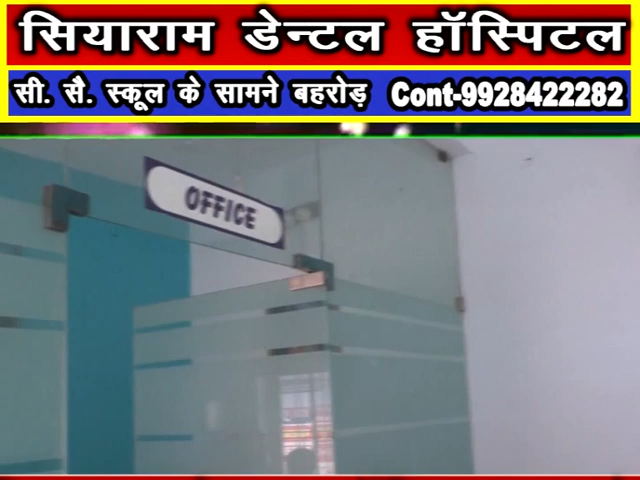 सियाराम डेन्टल हॉस्पिटल
सी. सै. स्कूल के सामने बहरोड़ Cont-9928422282
OFFICE